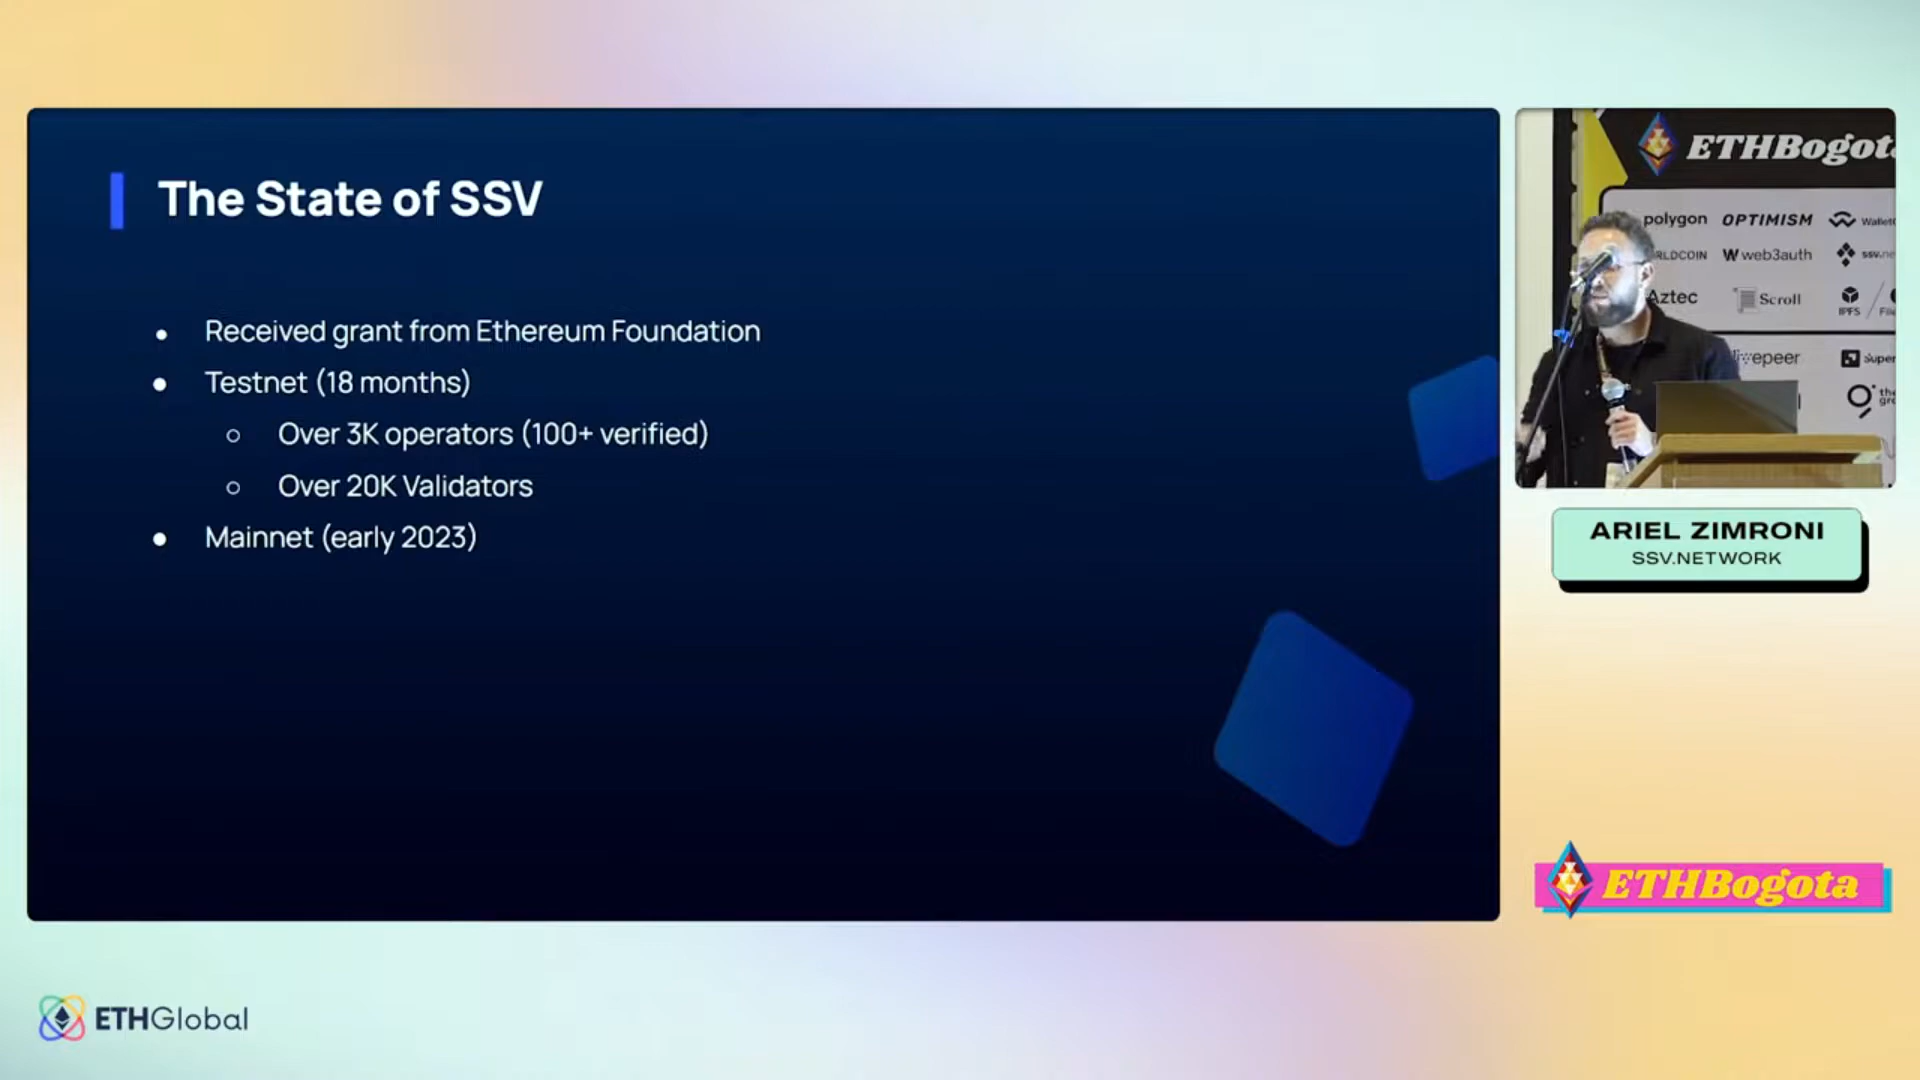 The State of SSV
• Received grant from Ethereum Foundation
• Testnet (18 months)
○ Over 3K operators (100+ verified)
○ Over 20K Validators
• Mainnet (early 2023)
ETHBogota
polygon OPTIMISM
web3auth
Aztec Scroll
IPFS
ARIEL ZIMRONI
SSV.NETWORK
ETHBogota
ETHGlobal